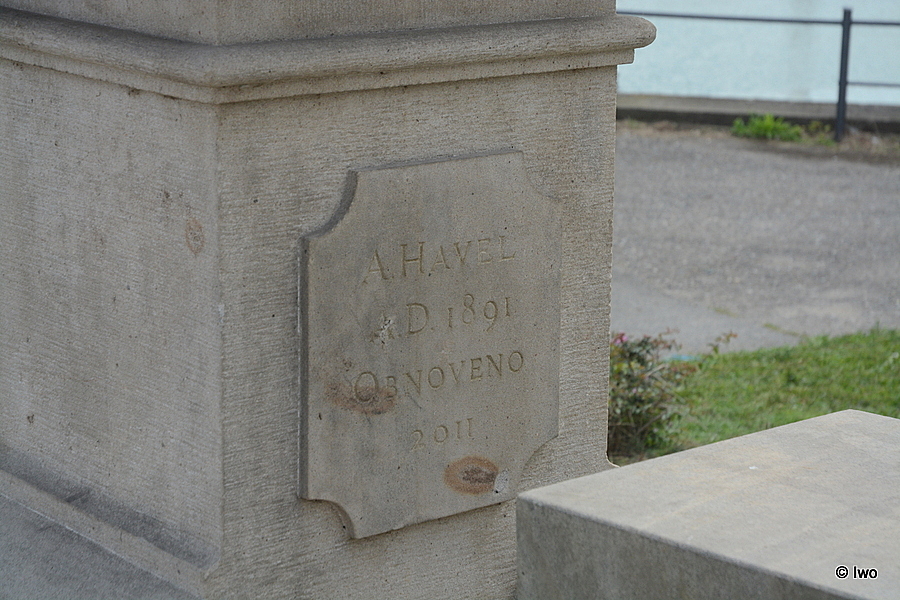 A. HAVEL
A.D. 1891
OBNOVENO
2011
© Iwo